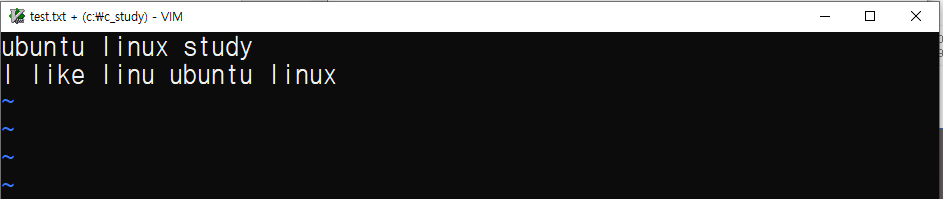 test.txt + (c:\c_study) - VIM
ubuntu linux study
I like linu ubuntu linux
~
~
~
~